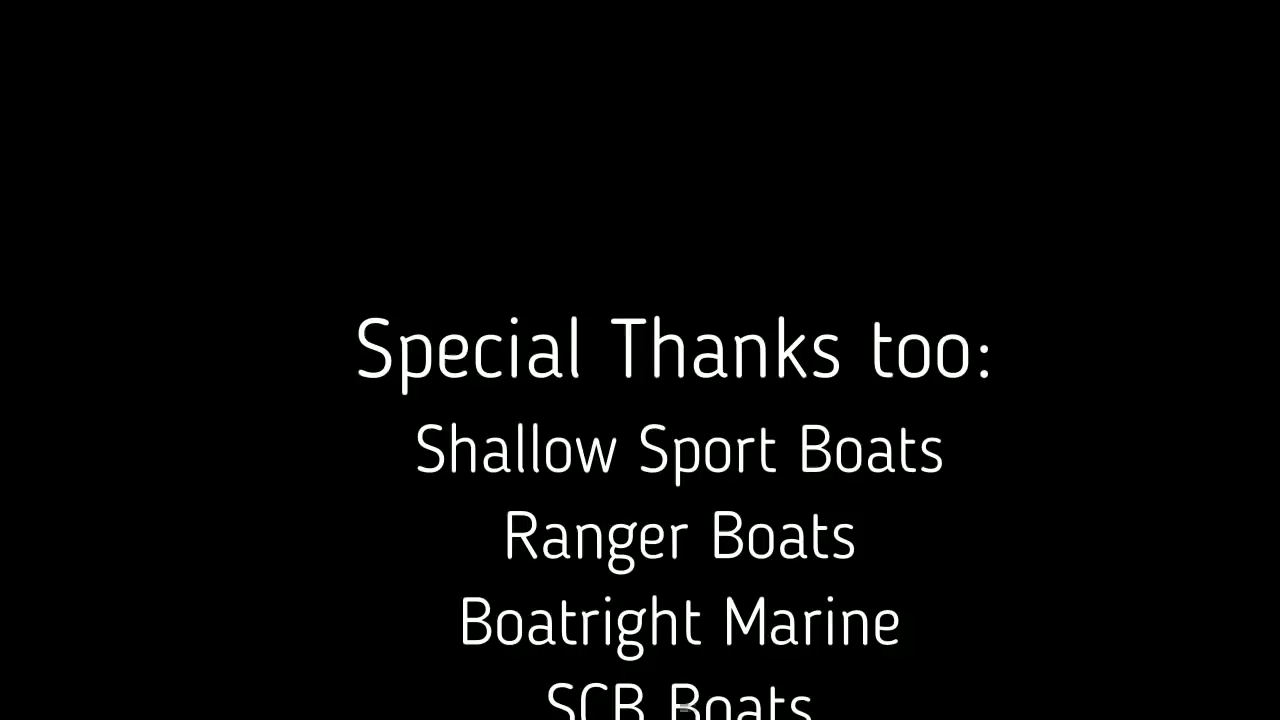 Special Thanks too:
Shallow Sport Boats
Ranger Boats
Boatright Marine
SCB Boats